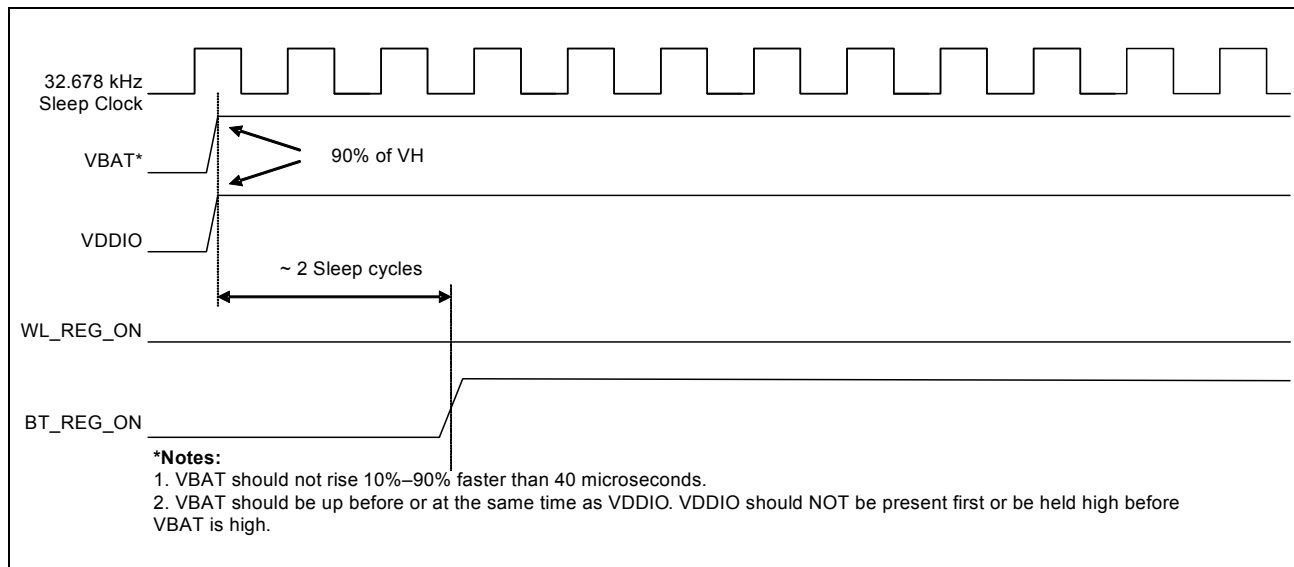 32.678 kHz
Sleep Clock
VBAT*
90% of VH
VDDIO
~ 2 Sleep cycles
WL_REG_ON
BT_REG_ON
*Notes:
1. VBAT should not rise 10%–90% faster than 40 microseconds.
2. VBAT should be up before or at the same time as VDDIO. VDDIO should NOT be present first or be held high before
VBAT is high.